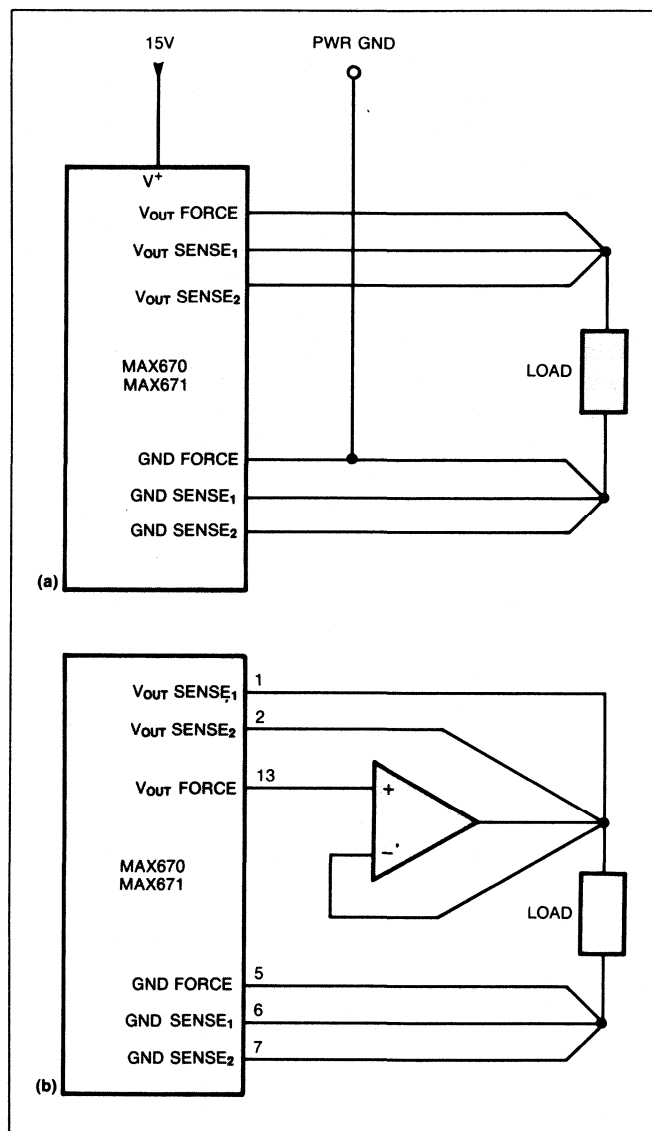 15V
PWR GND
V+
VOUT FORCE
VOUT SENSE1
VOUT SENSE2
MAX670
MAX671
LOAD
GND FORCE
GND SENSE1
GND SENSE2
(a)
VOUT SENSE1
1
VOUT SENSE2
2
VOUT FORCE
13
+
−
MAX670
MAX671
LOAD
GND FORCE
5
GND SENSE1
6
GND SENSE2
7
(b)